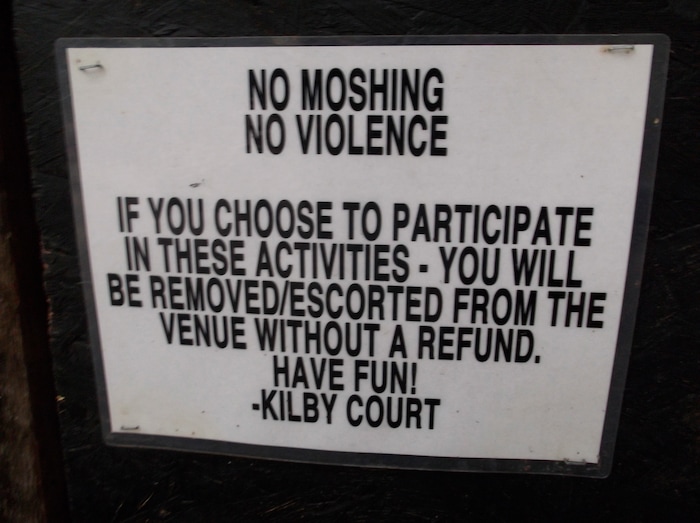 NO MOSHING
NO VIOLENCE
IF YOU CHOOSE TO PARTICIPATE
IN THESE ACTIVITIES - YOU WILL
BE REMOVED/ESCORTED FROM THE
VENUE WITHOUT A REFUND.
HAVE FUN!
-KILBY COURT